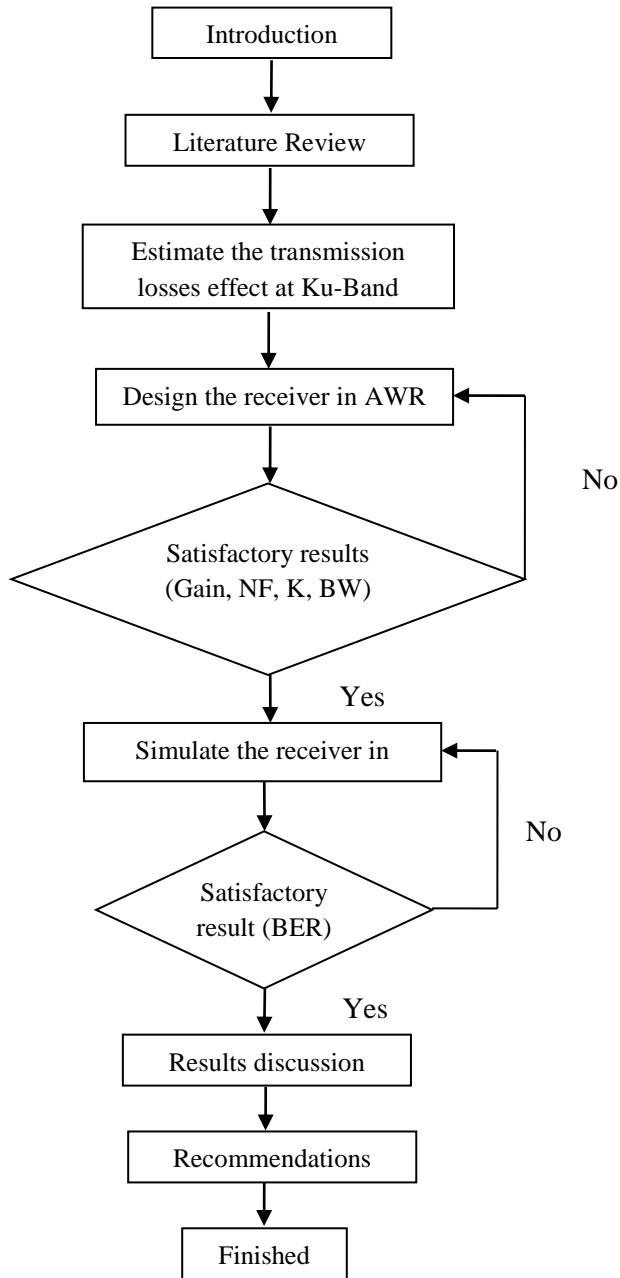 Introduction
Literature Review
Estimate the transmission
losses effect at Ku-Band
Design the receiver in AWR
No
Satisfactory results
(Gain, NF, K, BW)
Yes
Simulate the receiver in
No
Satisfactory
result (BER)
Yes
Results discussion
Recommendations
Finished